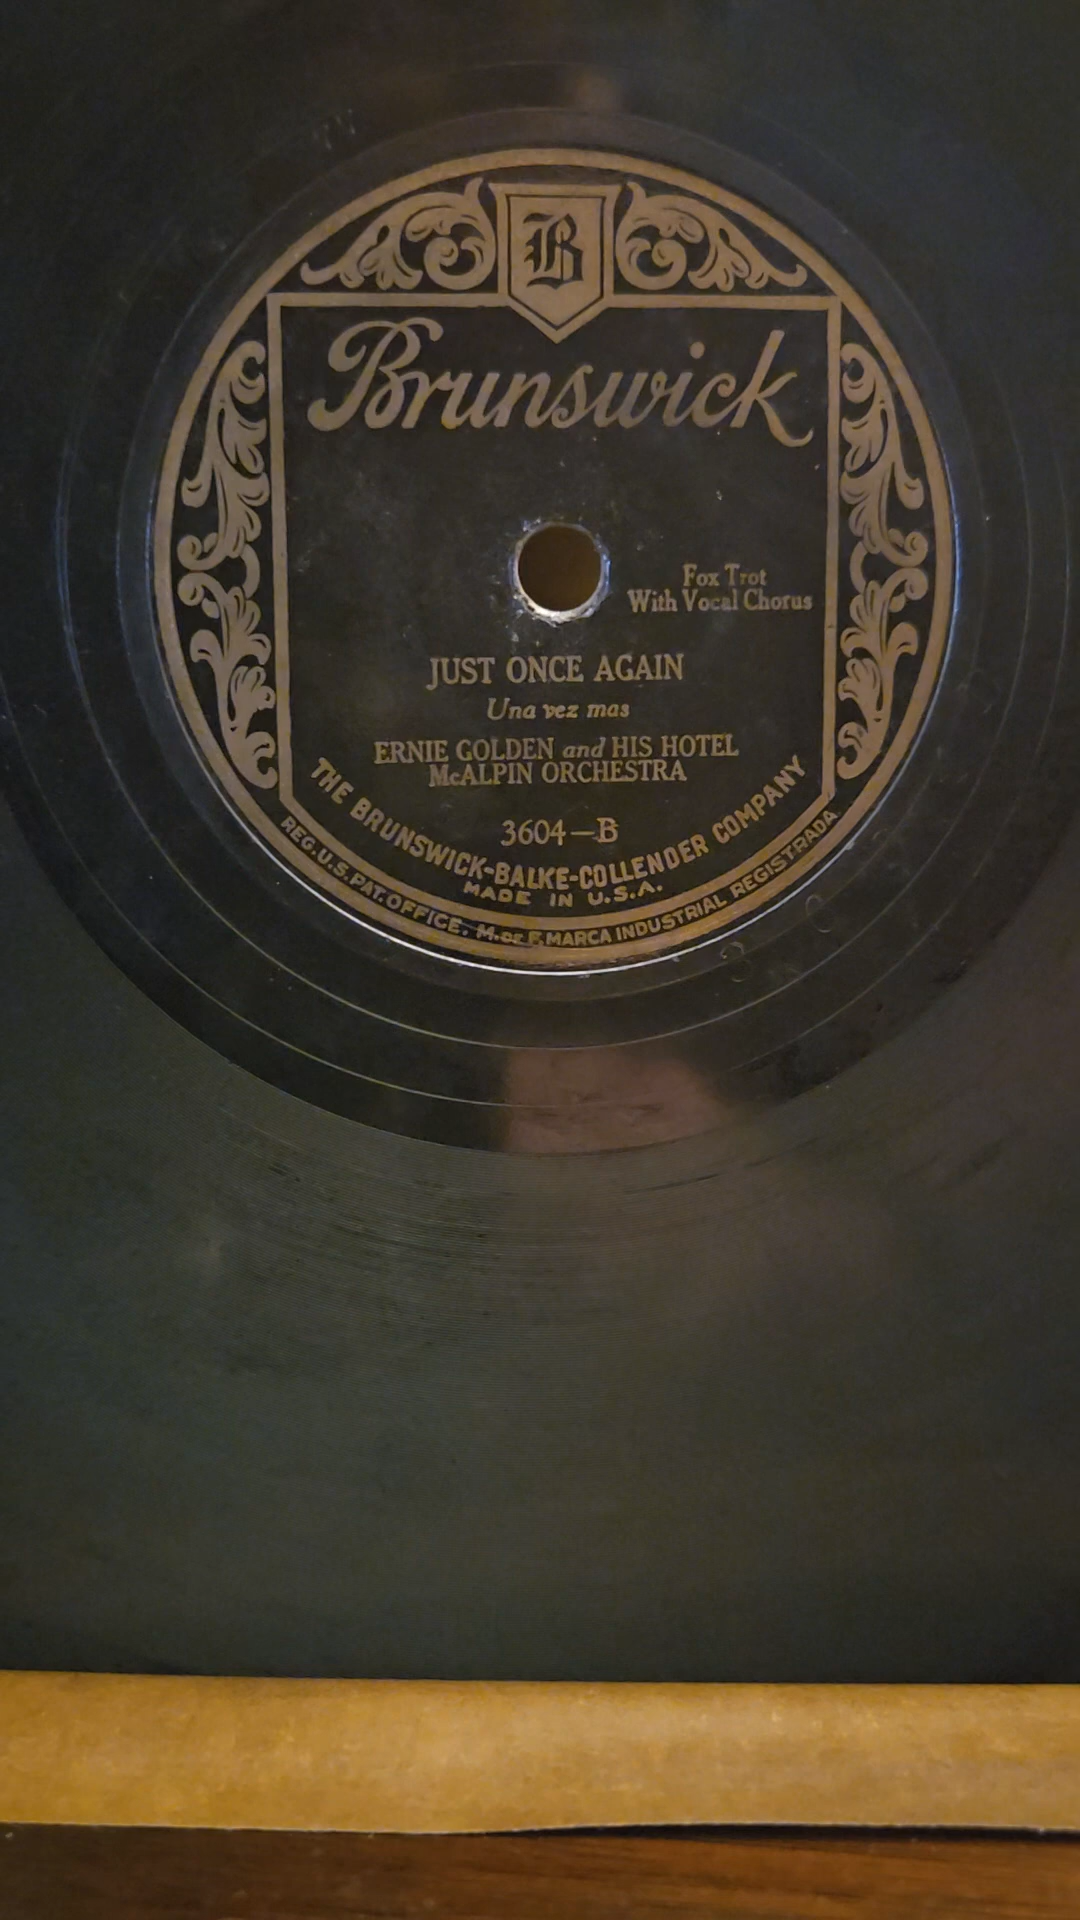 B
Brunswick
Fox Trot
With Vocal Chorus
JUST ONCE AGAIN
Una vez mas
ERNIE GOLDEN and HIS HOTEL
McALPIN ORCHESTRA
3604-B
THE BRUNSWICK-BALKE-COLLENDER COMPANY
MADE IN U.S.A.
REG.U.S.PAT.OFFICE. M.or F. MARCA INDUSTRIAL REGISTRADA